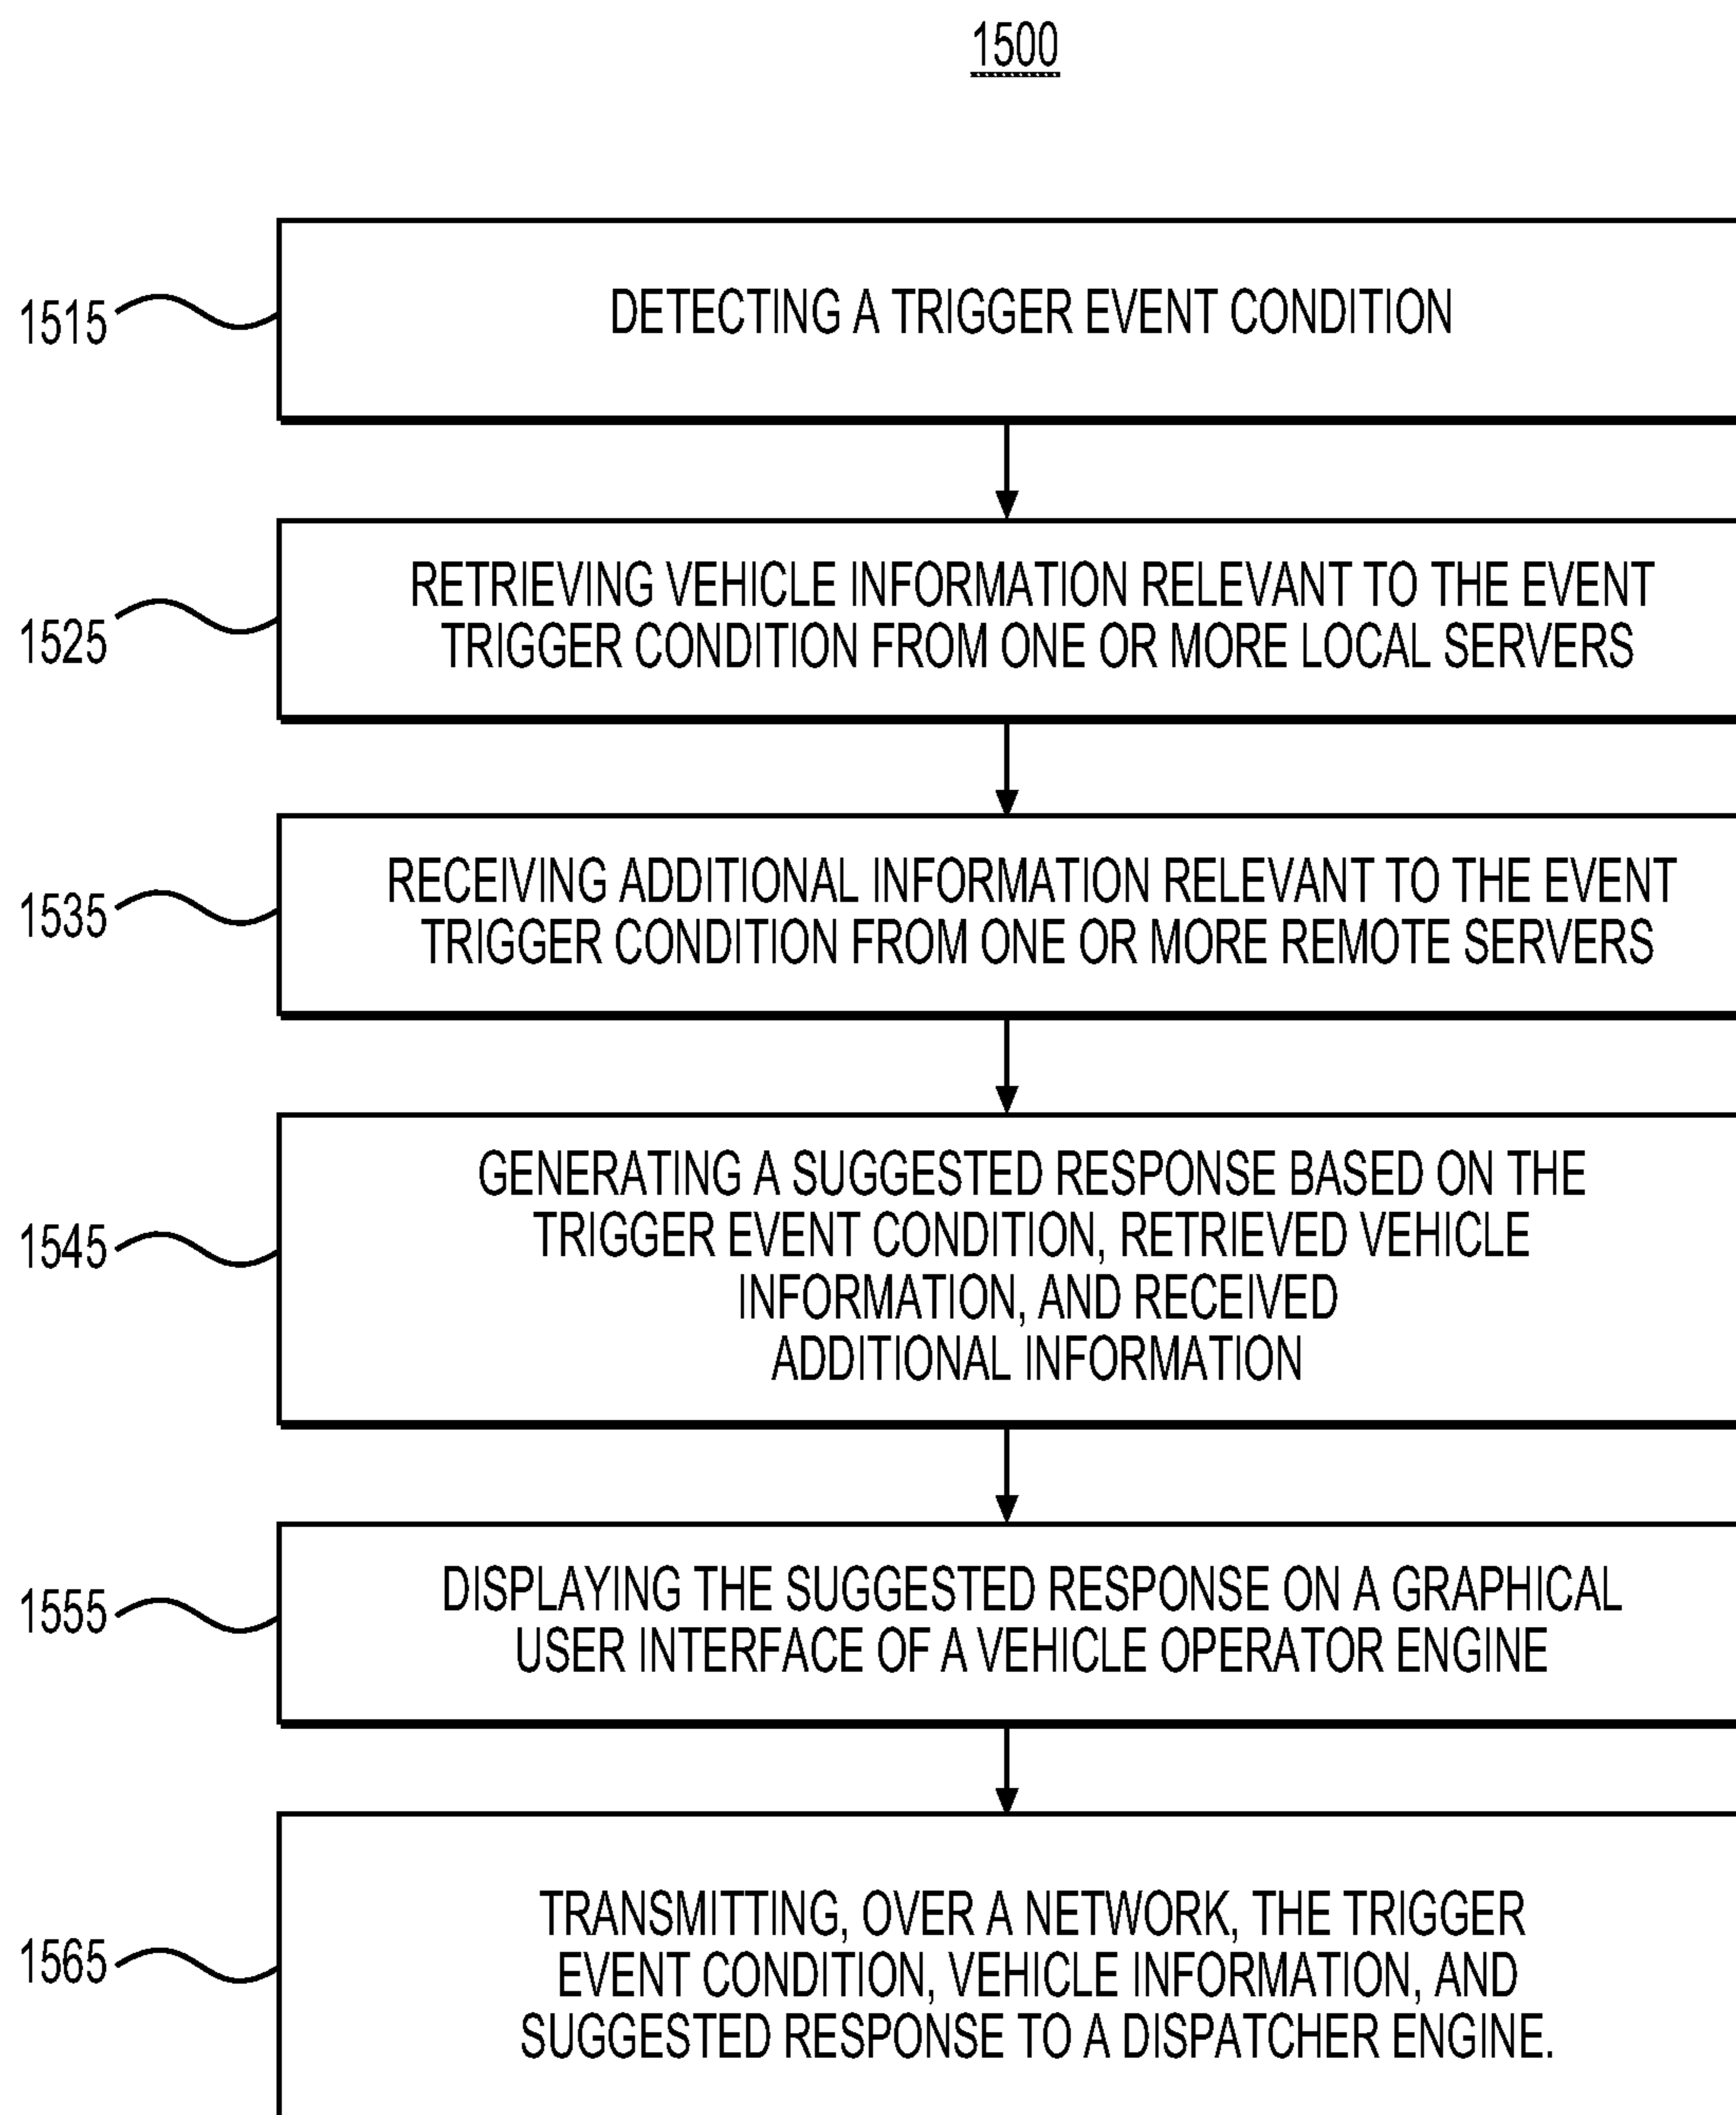 1500
1515
DETECTING A TRIGGER EVENT CONDITION
1525
RETRIEVING VEHICLE INFORMATION RELEVANT TO THE EVENT
TRIGGER CONDITION FROM ONE OR MORE LOCAL SERVERS
1535
RECEIVING ADDITIONAL INFORMATION RELEVANT TO THE EVENT
TRIGGER CONDITION FROM ONE OR MORE REMOTE SERVERS
1545
GENERATING A SUGGESTED RESPONSE BASED ON THE
TRIGGER EVENT CONDITION, RETRIEVED VEHICLE
INFORMATION, AND RECEIVED
ADDITIONAL INFORMATION
1555
DISPLAYING THE SUGGESTED RESPONSE ON A GRAPHICAL
USER INTERFACE OF A VEHICLE OPERATOR ENGINE
1565
TRANSMITTING, OVER A NETWORK, THE TRIGGER
EVENT CONDITION, VEHICLE INFORMATION, AND
SUGGESTED RESPONSE TO A DISPATCHER ENGINE.